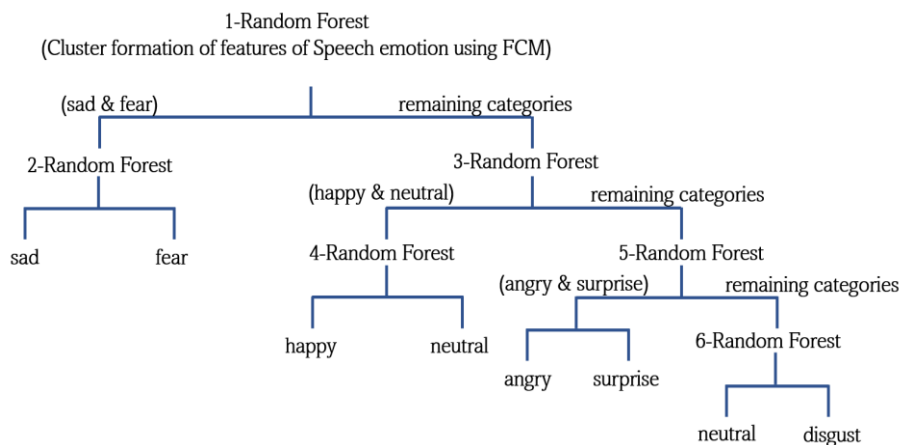 1-Random Forest
(Cluster formation of features of Speech emotion using FCM)
(sad & fear)
remaining categories
2-Random Forest
3-Random Forest
(happy & neutral)
remaining categories
sad
fear
4-Random Forest
5-Random Forest
(angry & surprise)
remaining categories
happy
neutral
6-Random Forest
angry
surprise
neutral
disgust